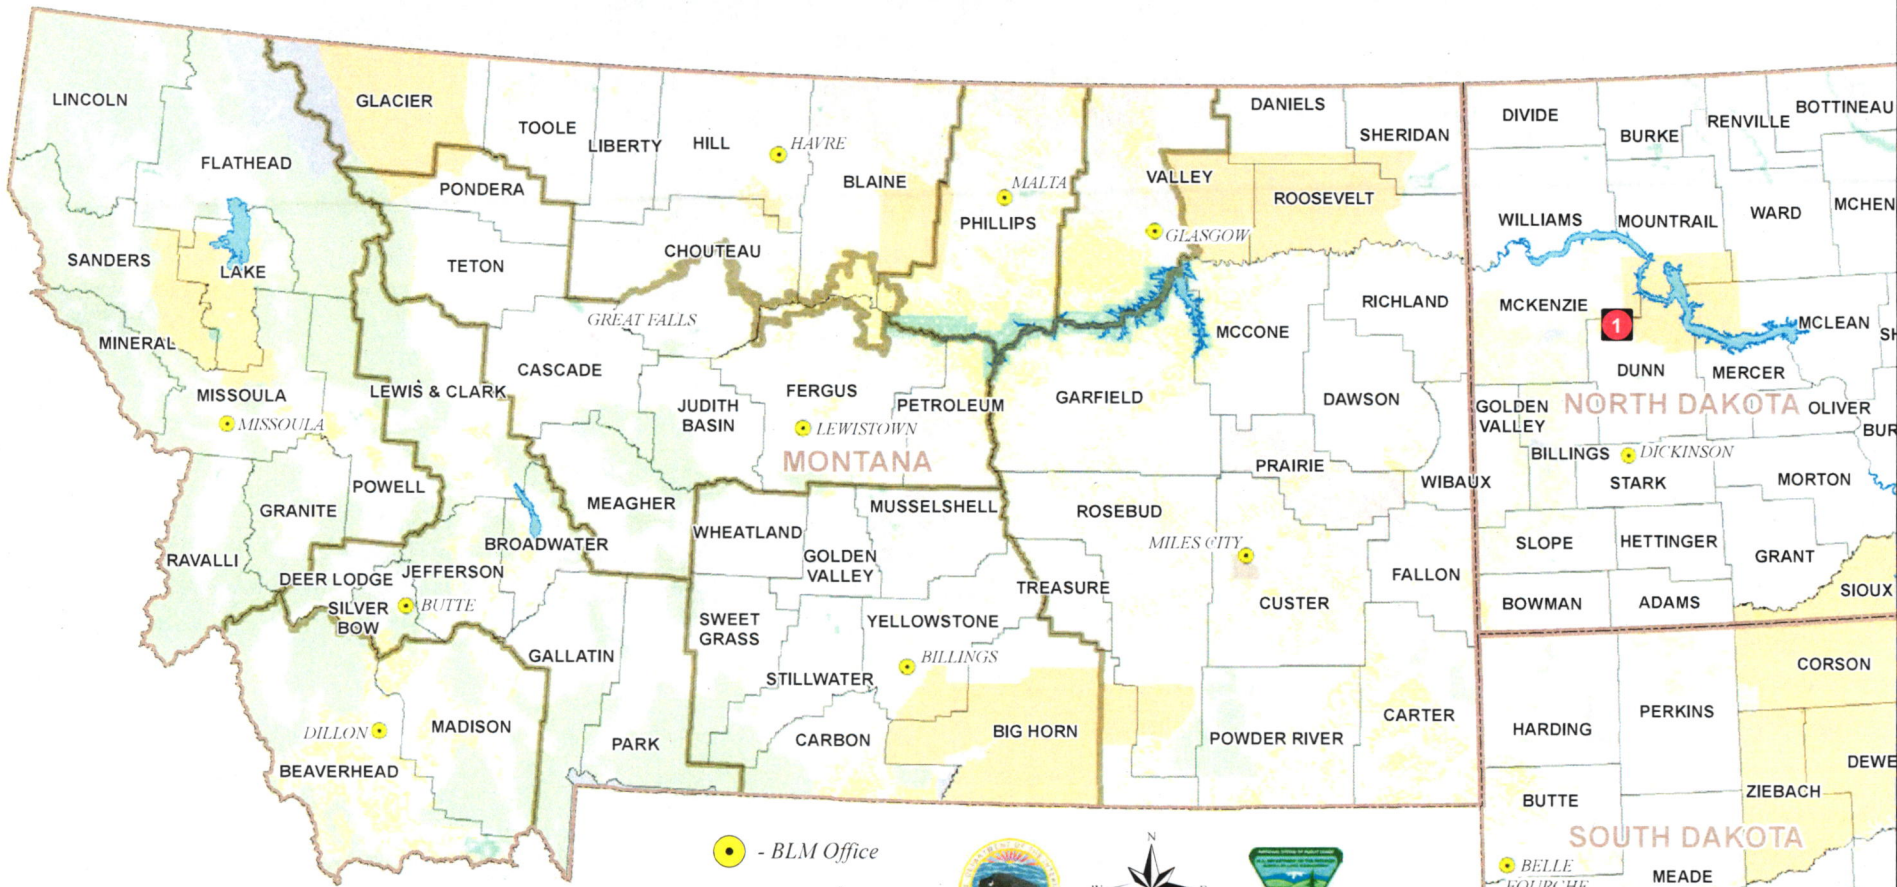 LINCOLN
GLACIER
TOOLE
LIBERTY
HILL
HAVRE
FLATHEAD
PONDERA
BLAINE
MALTA
PHILLIPS
VALLEY
GLASGOW
DANIELS
SHERIDAN
ROOSEVELT
DIVIDE
BURKE
RENVILLE
BOTTINEAU
WILLIAMS
MOUNTRAIL
WARD
MCHEN
SANDERS
LAKE
TETON
CHOUTEAU
GREAT FALLS
RICHLAND
MCKENZIE
1
MCLEAN
SH
MINERAL
CASCADE
MCCONE
DUNN
MERCER
MISSOULA
MISSOULA
LEWIS & CLARK
JUDITH
BASIN
FERGUS
LEWISTOWN
PETROLEUM
GARFIELD
DAWSON
GOLDEN
VALLEY
NORTH DAKOTA
OLIVER
BUR
MONTANA
PRAIRIE
WIBAUX
BILLINGS
DICKINSON
STARK
MORTON
GRANITE
POWELL
MEAGHER
WHEATLAND
MUSSELSHELL
ROSEBUD
RAVALLI
BROADWATER
GOLDEN
VALLEY
MILES CITY
SLOPE
HETTINGER
GRANT
DEER LODGE
JEFFERSON
TREASURE
CUSTER
FALLON
BOWMAN
ADAMS
SIOUX
SILVER
BOW
BUTTE
SWEET
GRASS
YELLOWSTONE
GALLATIN
BILLINGS
STILLWATER
CORSON
DILLON
MADISON
PARK
CARBON
BIG HORN
POWDER RIVER
CARTER
HARDING
PERKINS
BEAVERHEAD
BUTTE
ZIEBACH
DEWE
SOUTH DAKOTA
- BLM Office
N
BELLE
FOURCHE
MEADE